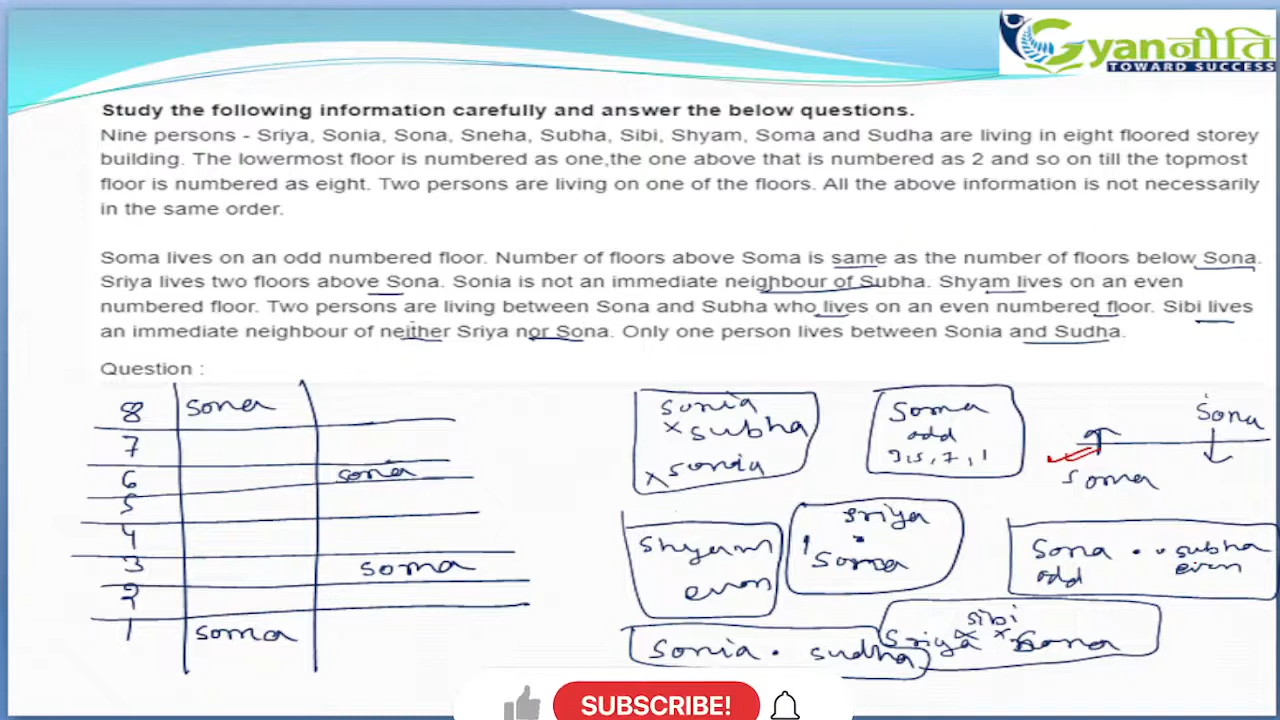 Gyanनीति
TOWARD SUCCESS
Study the following information carefully and answer the below questions.
Nine persons - Sriya, Sonia, Sona, Sneha, Subha, Sibi, Shyam, Soma and Sudha are living in eight floored storey
building. The lowermost floor is numbered as one,the one above that is numbered as 2 and so on till the topmost
floor is numbered as eight. Two persons are living on one of the floors. All the above information is not necessarily
in the same order.
Soma lives on an odd numbered floor. Number of floors above Soma is same as the number of floors below Sona.
Sriya lives two floors above Sona. Sonia is not an immediate neighbour of Subha. Shyam lives on an even
numbered floor. Two persons are living between Sona and Subha who lives on an even numbered floor. Sibi lives
an immediate neighbour of neither Sriya nor Sona. Only one person lives between Sonia and Sudha.
Question :
8 sona
7
6 sona
5
4
3 soma
2
1 soma
sonia
× subha
× sonia
Soma
odd
3, 5, 7, 1
Sona
Soma
Shyam
even
Sriya
Sona
Sona . . subha
odd even
Sonia . sudha
sibi
Sriya × × Sona
SUBSCRIBE!